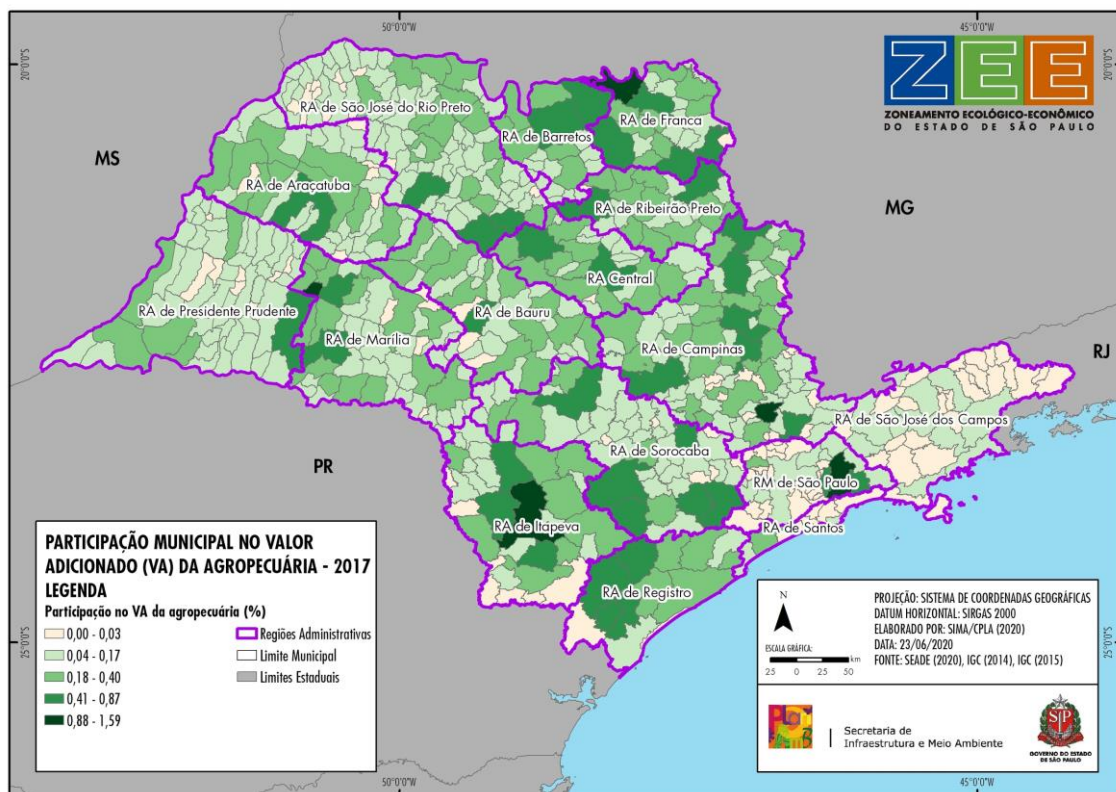 50°0'0"W
45°0'0"W
20°0'0"S
20°0'0"S
ZEE
ZONEAMENTO ECOLÓGICO-ECONÔMICO
DO ESTADO DE SÃO PAULO
RA de São José do Rio Preto
RA de Barretos
RA de Franca
MS
MG
RA de Araçatuba
RA de Ribeirão Preto
RA Central
RA de Presidente Prudente
RA de Marília
RA de Bauru
RA de Campinas
RJ
RA de São José dos Campos
RA de Sorocaba
RM de São Paulo
PR
RA de Itapeva
RA de Santos
RA de Registro
PARTICIPAÇÃO MUNICIPAL NO VALOR
ADICIONADO (VA) DA AGROPECUÁRIA - 2017
LEGENDA
Participação no VA da agropecuária (%)
0,00 - 0,03
0,04 - 0,17
0,18 - 0,40
0,41 - 0,87
0,88 - 1,59
Regiões Administrativas
Limite Municipal
Limites Estaduais
N
ESCALA GRÁFICA:
25 0 25 50 km
PROJEÇÃO: SISTEMA DE COORDENADAS GEOGRÁFICAS
DATUM HORIZONTAL: SIRGAS 2000
ELABORADO POR: SIMA/CPLA (2020)
DATA: 23/06/2020
FONTE: SEADE (2020), IGC (2014), IGC (2015)
Secretaria de
Infraestrutura e Meio Ambiente
SP
GOVERNO DO ESTADO
DE SÃO PAULO
25°0'0"S
25°0'0"S
50°0'0"W
45°0'0"W